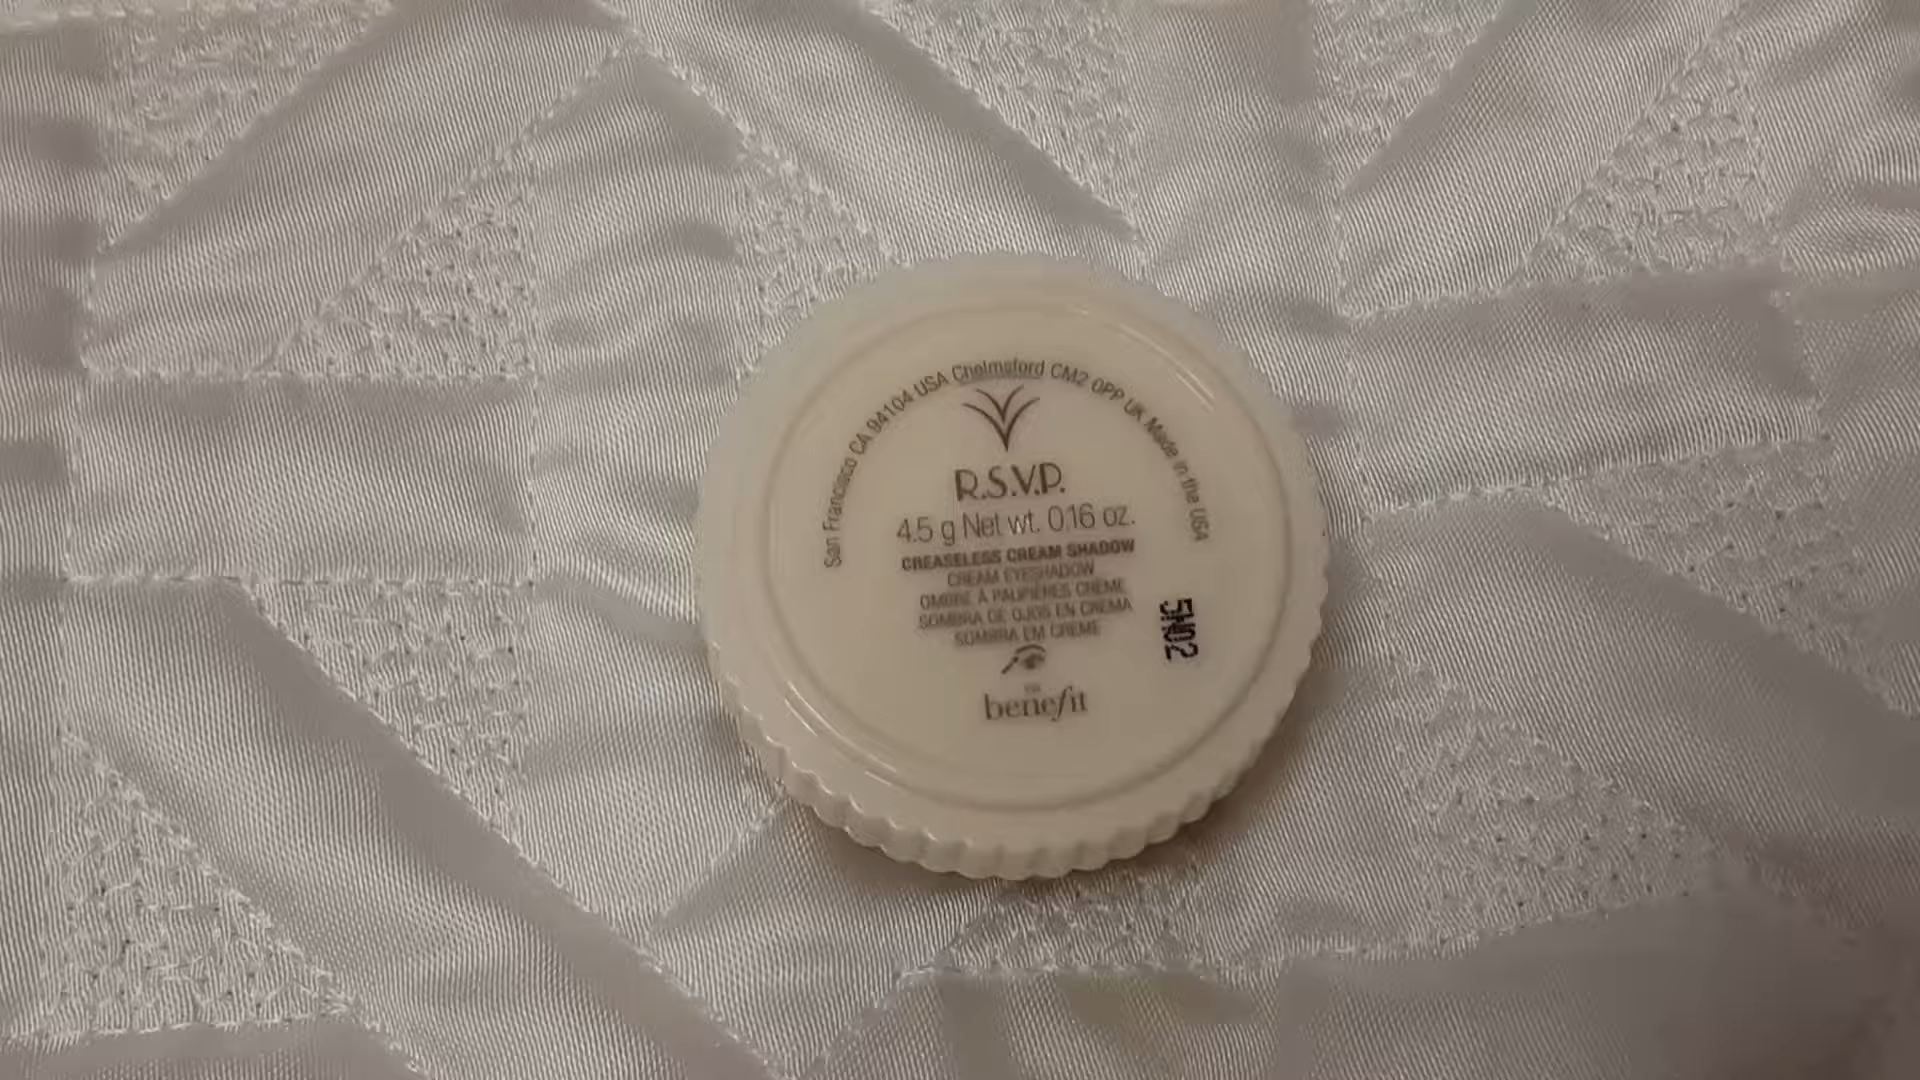 San Francisco CA 94104 USA Chelmsford CM2 0PP UK Made in the USA
R.S.V.P.
4.5 g Net wt. 0.16 oz.
CREASELESS CREAM SHADOW
CREAM EYESHADOW
OMBRE À PAUPIÈRES CRÈME
SOMBRA DE OJOS EN CREMA
SOMBRA EM CREME
benefit